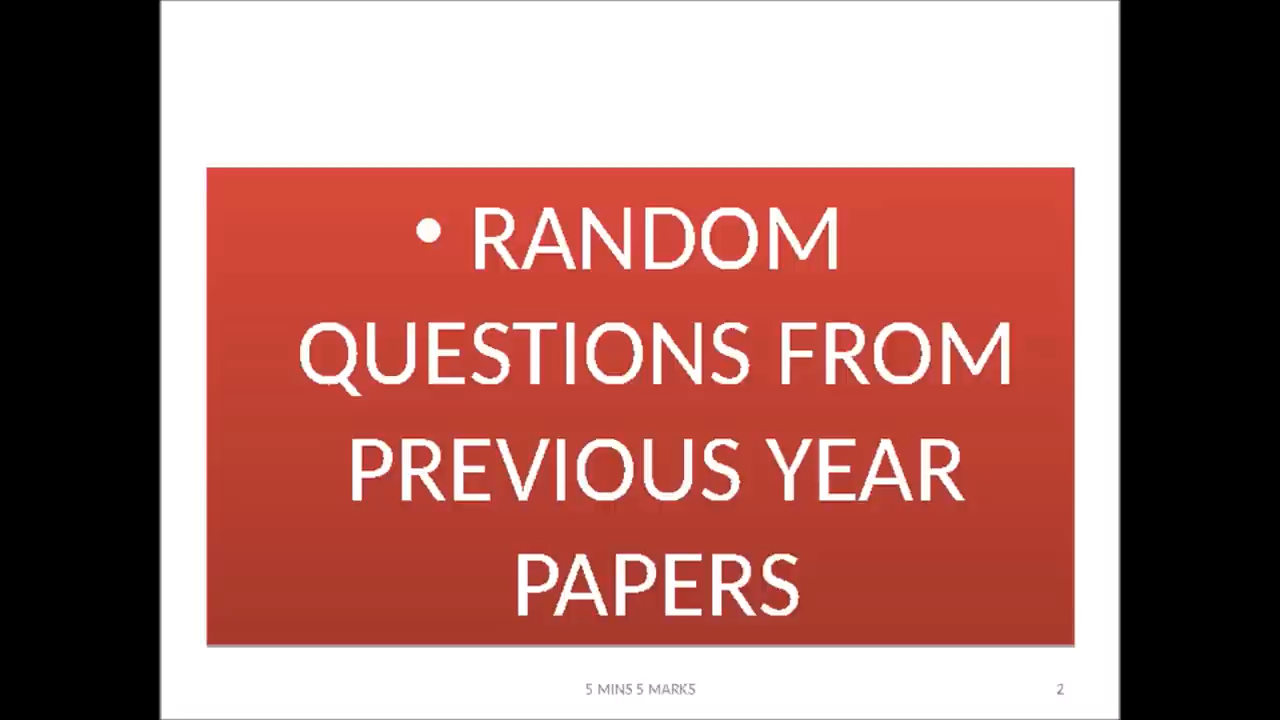 • RANDOM
QUESTIONS FROM
PREVIOUS YEAR
PAPERS
5 MINS 5 MARKS
2